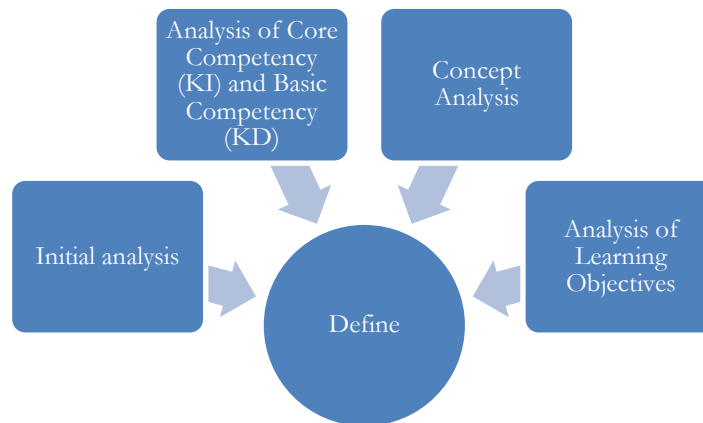 Initial analysis
Analysis of Core
Competency
(KI) and Basic
Competency
(KD)
Concept
Analysis
Analysis of
Learning
Objectives
Define